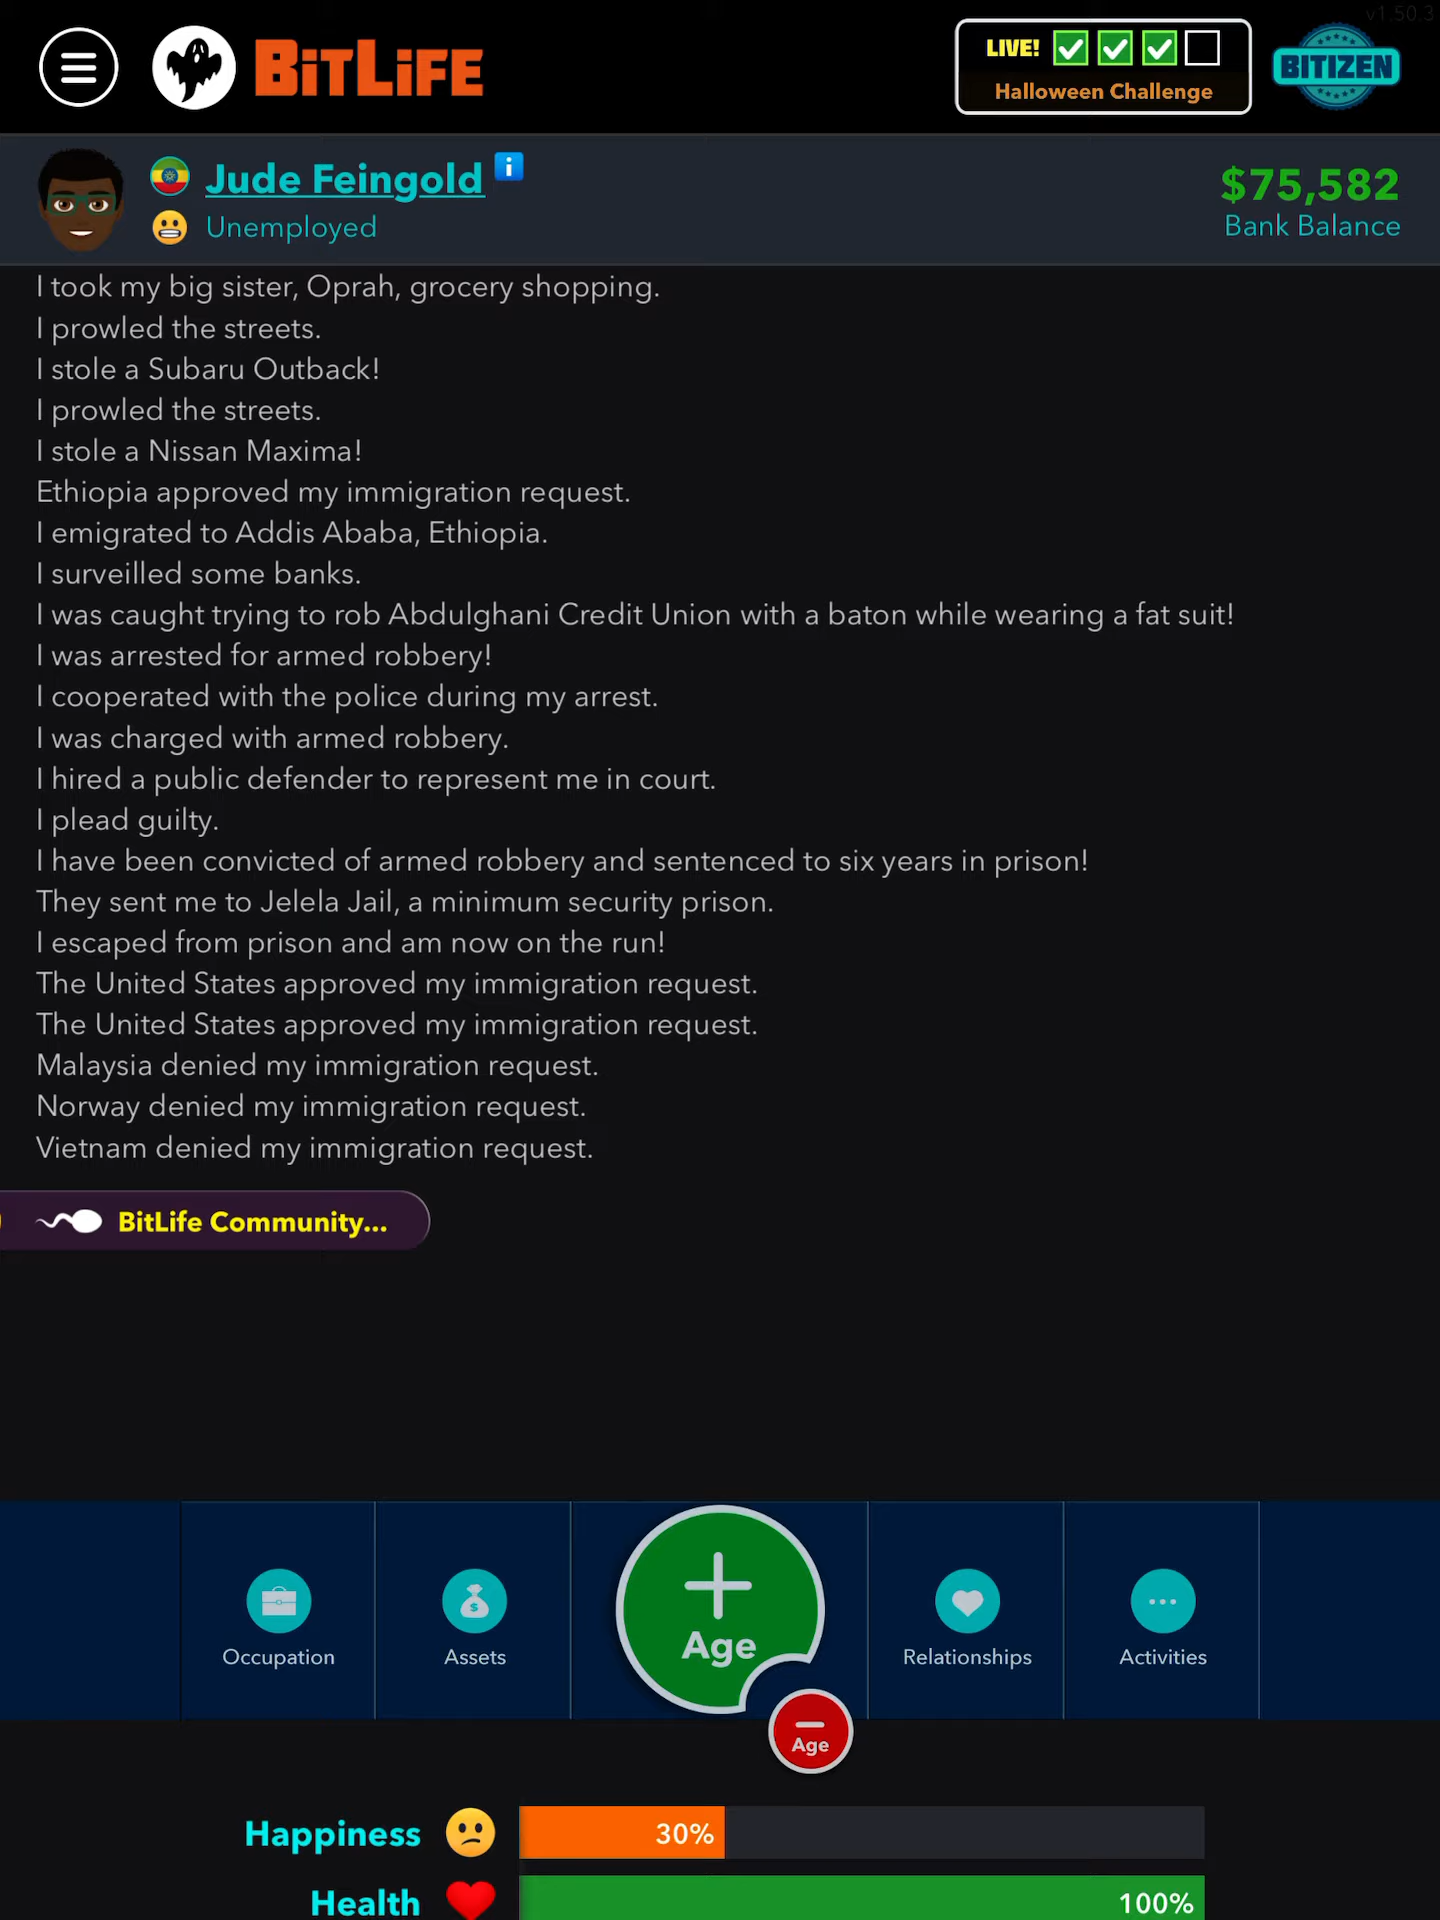 v1.50.3
BITLIFE
LIVE!
Halloween Challenge
BITIZEN
Jude Feingold
i
$75,582
Unemployed
Bank Balance
I took my big sister, Oprah, grocery shopping.
I prowled the streets.
I stole a Subaru Outback!
I prowled the streets.
I stole a Nissan Maxima!
Ethiopia approved my immigration request.
I emigrated to Addis Ababa, Ethiopia.
I surveilled some banks.
I was caught trying to rob Abdulghani Credit Union with a baton while wearing a fat suit!
I was arrested for armed robbery!
I cooperated with the police during my arrest.
I was charged with armed robbery.
I hired a public defender to represent me in court.
I plead guilty.
I have been convicted of armed robbery and sentenced to six years in prison!
They sent me to Jelela Jail, a minimum security prison.
I escaped from prison and am now on the run!
The United States approved my immigration request.
The United States approved my immigration request.
Malaysia denied my immigration request.
Norway denied my immigration request.
Vietnam denied my immigration request.
BitLife Community...
Occupation
Assets
Age
Relationships
Activities
Age
Happiness
30%
Health
100%